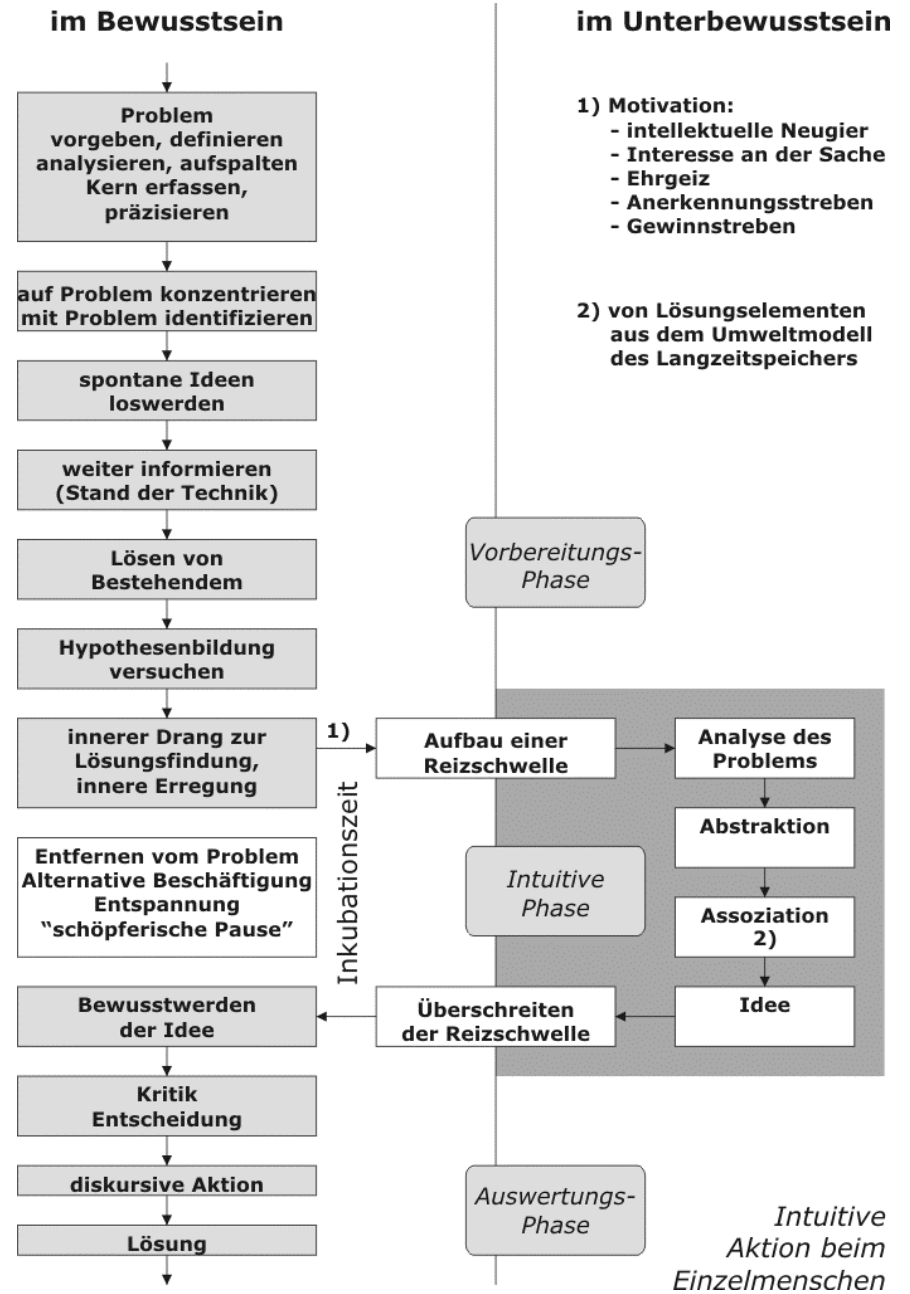 im Bewusstsein
im Unterbewusstsein
Problem
vorgeben, definieren
analysieren, aufspalten
Kern erfassen,
präzisieren
auf Problem konzentrieren
mit Problem identifizieren
spontane Ideen
loswerden
weiter informieren
(Stand der Technik)
Lösen von
Bestehendem
Hypothesenbildung
versuchen
innerer Drang zur
Lösungsfindung,
innere Erregung
1)
Entfernen vom Problem
Alternative Beschäftigung
Entspannung
“schöpferische Pause”
Inkubationszeit
Bewusstwerden
der Idee
Kritik
Entscheidung
diskursive Aktion
Lösung
1) Motivation:
- intellektuelle Neugier
- Interesse an der Sache
- Ehrgeiz
- Anerkennungsstreben
- Gewinnstreben
2) von Lösungselementen
aus dem Umweltmodell
des Langzeitspeichers
Vorbereitungs-
Phase
Aufbau einer
Reizschwelle
Analyse des
Problems
Abstraktion
Intuitive
Phase
Assoziation
2)
Idee
Überschreiten
der Reizschwelle
Auswertungs-
Phase
Intuitive
Aktion beim
Einzelmenschen